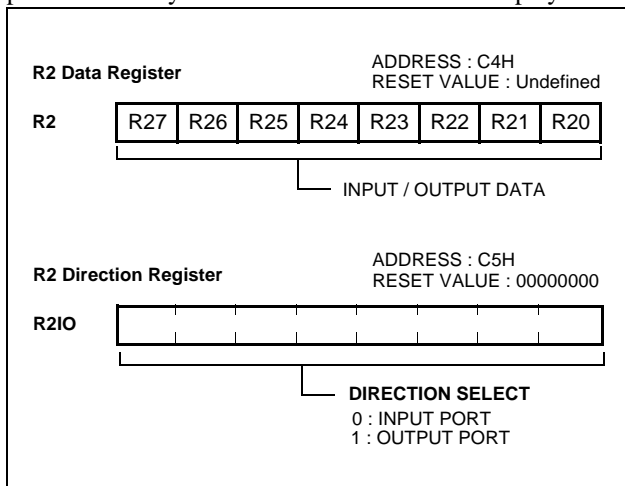 R2 Data Register
ADDRESS : C4H
RESET VALUE : Undefined
R2
R27 R26 R25 R24 R23 R22 R21 R20
INPUT / OUTPUT DATA
R2 Direction Register
ADDRESS : C5H
RESET VALUE : 00000000
R2IO
DIRECTION SELECT
0 : INPUT PORT
1 : OUTPUT PORT